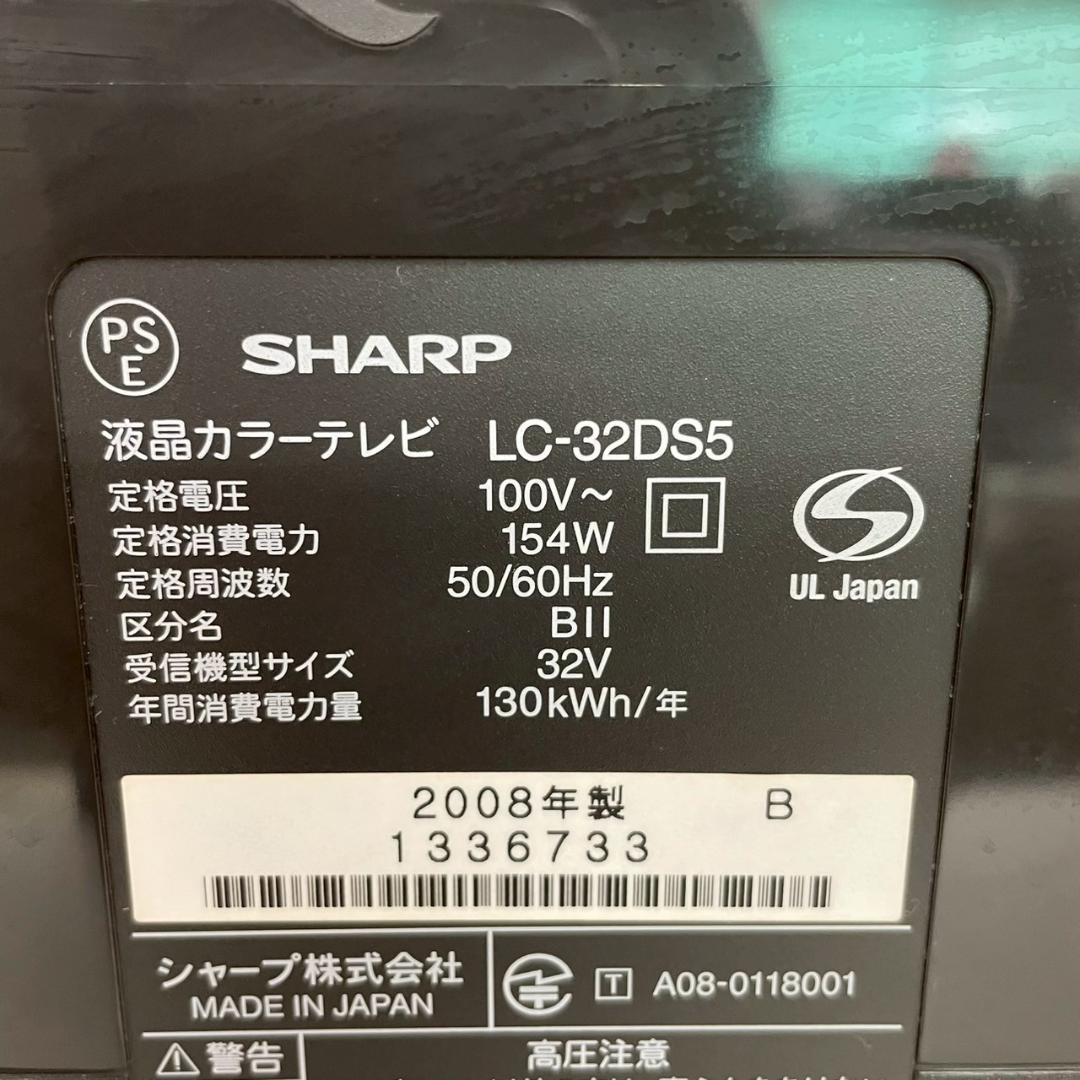 PS
E
SHARP
液晶カラーテレビ LC-32DS5
定格電圧 100V～
定格消費電力 154W
定格周波数 50/60Hz
区分名 BII
受信機型サイズ 32V
年間消費電力量 130kWh/年
UL Japan
2008年製 B
1336733
シャープ株式会社
MADE IN JAPAN
T A08-0118001
警告 高圧注意